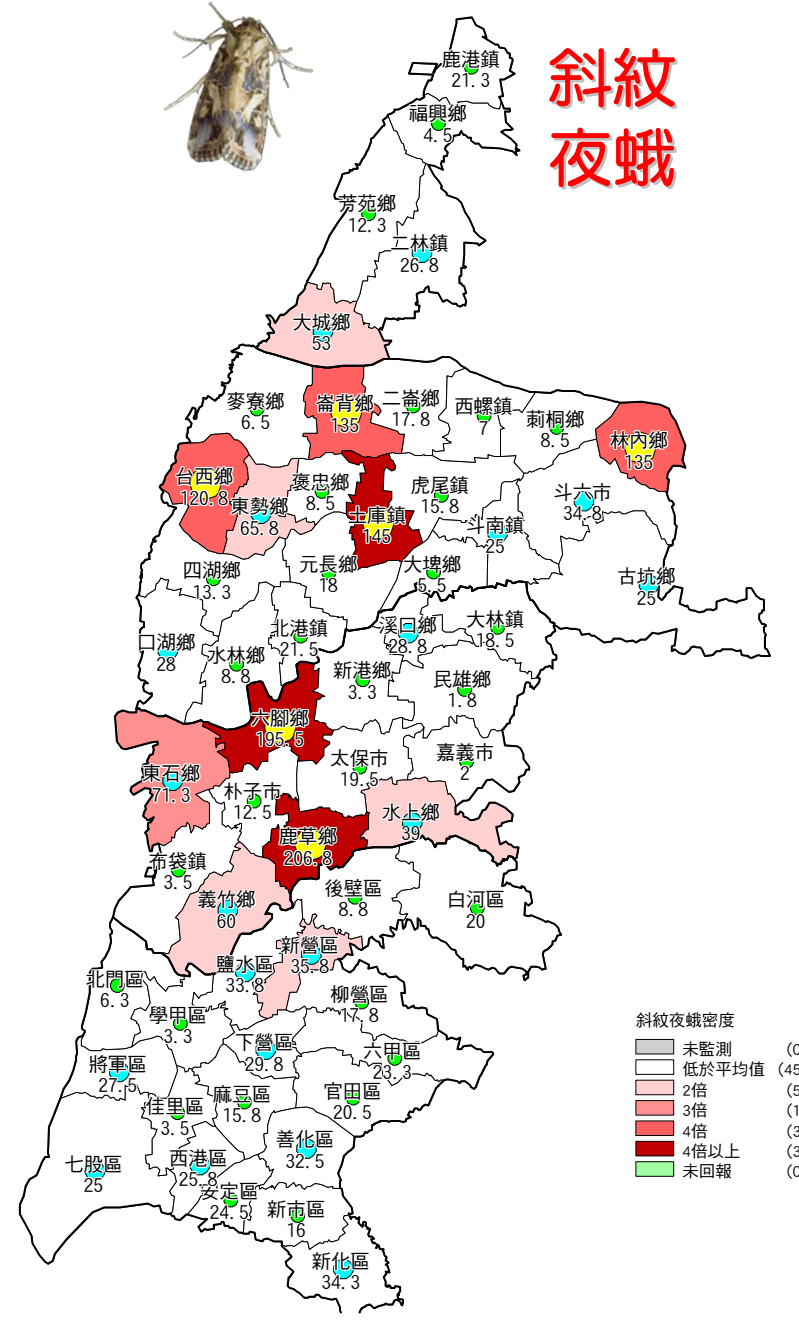 斜紋
夜蛾
鹿港鎮
21.3
福興鄉
4.5
芳苑鄉
12.3
二林鎮
26.8
大城鄉
53
麥寮鄉
6.5
崙背鄉
135
二崙鄉
17.8
西螺鎮
7
莿桐鄉
8.5
林內鄉
135
台西鄉
120.8
東勢鄉
65.8
褒忠鄉
8.5
土庫鎮
145
虎尾鎮
15.8
斗南鎮
25
斗六市
34.8
四湖鄉
13.3
元長鄉
18
大埤鄉
5.5
古坑鄉
25
口湖鄉
28
水林鄉
8.8
北港鎮
21.5
溪口鄉
28.8
大林鎮
18.5
新港鄉
3.3
民雄鄉
1.8
六腳鄉
195.5
東石鄉
71.3
朴子市
12.5
太保市
19.5
嘉義市
2
水上鄉
39
鹿草鄉
206.8
布袋鎮
3.5
義竹鄉
60
後壁區
8.8
白河區
20
新營區
35.8
鹽水區
33.8
北門區
6.3
學甲區
3.3
柳營區
17.8
下營區
29.8
六甲區
23.3
將軍區
27.5
佳里區
3.5
麻豆區
15.8
官田區
20.5
七股區
25
西港區
25.8
善化區
32.5
安定區
24.5
新市區
16
新化區
34.3
斜紋夜蛾密度
未監測 (0
低於平均值 (45
2倍 (5
3倍 (1
4倍 (3
4倍以上 (3
未回報 (0